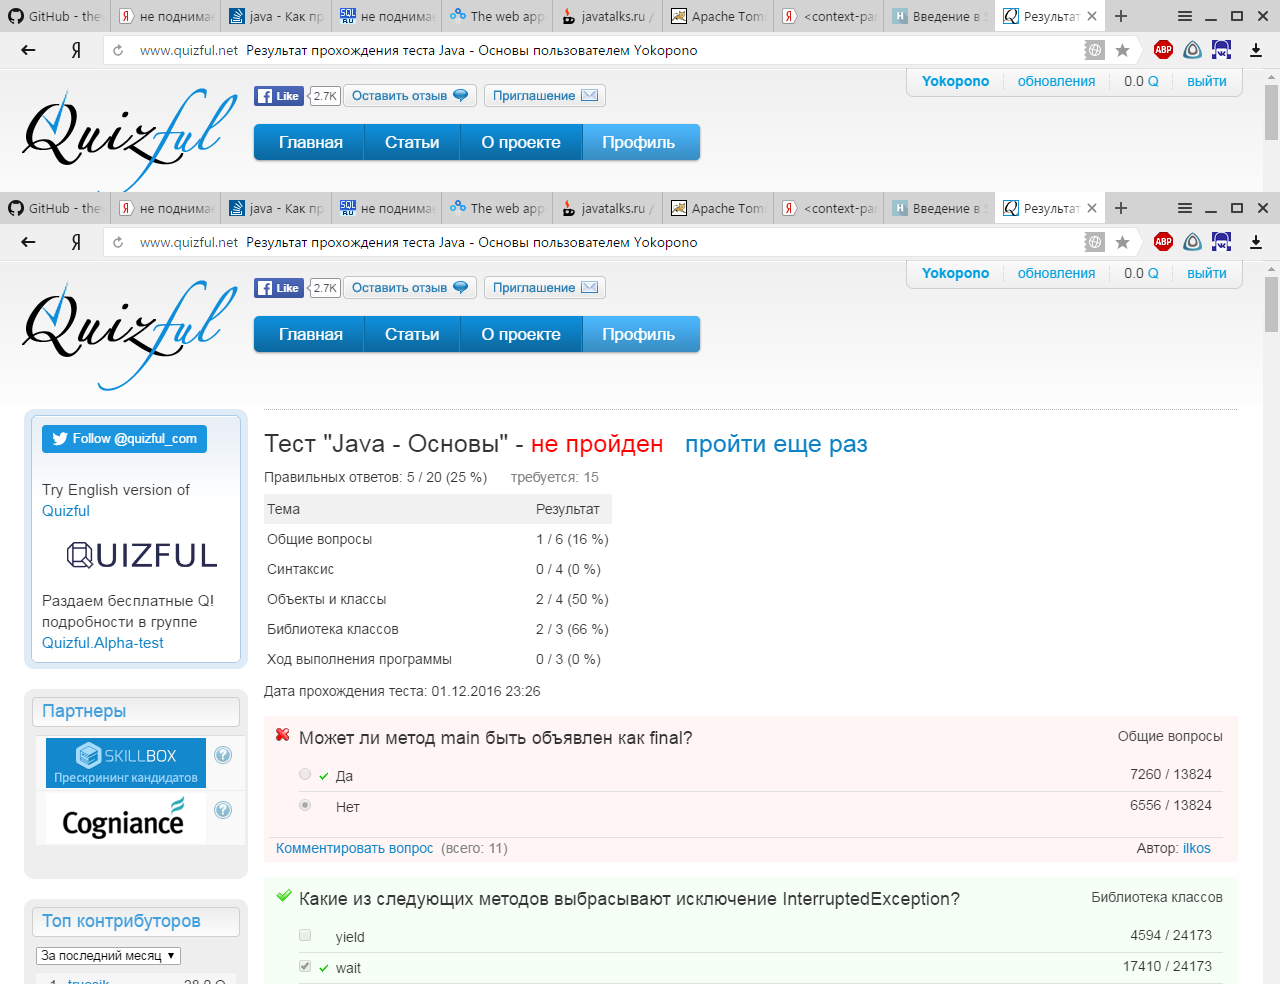 GitHub - thev
не поднимае
java - Как пр
не поднимае
The web app
javatalks.ru /
Apache Tomc
<context-par
Введение в S
Результат
www.quizful.net Результат прохождения теста Java - Основы пользователем Yokopono
Yokopono обновления 0.0 Q выйти
Quizful
Like 2.7K Оставить отзыв Приглашение
Главная Статьи О проекте Профиль
GitHub - thev
не поднимае
java - Как пр
не поднимае
The web app
javatalks.ru /
Apache Tomc
<context-par
Введение в S
Результат
www.quizful.net Результат прохождения теста Java - Основы пользователем Yokopono
Yokopono обновления 0.0 Q выйти
Quizful
Like 2.7K Оставить отзыв Приглашение
Главная Статьи О проекте Профиль
Follow @quizful_com
Try English version of
Quizful
QUIZFUL
Раздаем бесплатные Q!
подробности в группе
Quizful.Alpha-test
Партнеры
SKILLBOX
Прескрининг кандидатов
Cogniance
Топ контрибуторов
За последний месяц
Тест "Java - Основы" - не пройден пройти еще раз
Правильных ответов: 5 / 20 (25 %) требуется: 15
Тема Результат
Общие вопросы 1 / 6 (16 %)
Синтаксис 0 / 4 (0 %)
Объекты и классы 2 / 4 (50 %)
Библиотека классов 2 / 3 (66 %)
Ход выполнения программы 0 / 3 (0 %)
Дата прохождения теста: 01.12.2016 23:26
Может ли метод main быть объявлен как final? Общие вопросы
Да 7260 / 13824
Нет 6556 / 13824
Комментировать вопрос (всего: 11) Автор: ilkos
Какие из следующих методов выбрасывают исключение InterruptedException? Библиотека классов
yield 4594 / 24173
wait 17410 / 24173